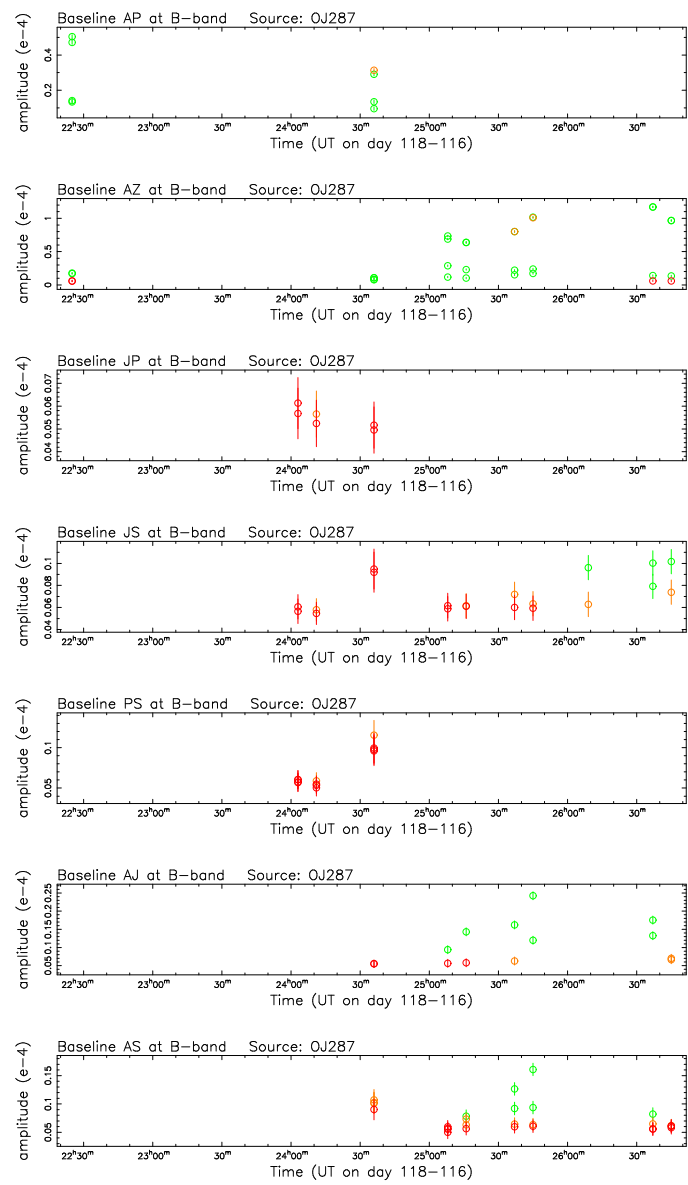 Baseline AP at B-band Source: OJ287
amplitude (e-4)
0.4
0.2
22h30m 23h00m 30m 24h00m 30m 25h00m 30m 26h00m 30m
Time (UT on day 118-116)
Baseline AZ at B-band Source: OJ287
amplitude (e-4)
1
0.5
0
22h30m 23h00m 30m 24h00m 30m 25h00m 30m 26h00m 30m
Time (UT on day 118-116)
Baseline JP at B-band Source: OJ287
amplitude (e-4)
0.07
0.06
0.05
0.04
22h30m 23h00m 30m 24h00m 30m 25h00m 30m 26h00m 30m
Time (UT on day 118-116)
Baseline JS at B-band Source: OJ287
amplitude (e-4)
0.1
0.08
0.06
0.04
22h30m 23h00m 30m 24h00m 30m 25h00m 30m 26h00m 30m
Time (UT on day 118-116)
Baseline PS at B-band Source: OJ287
amplitude (e-4)
0.1
0.05
22h30m 23h00m 30m 24h00m 30m 25h00m 30m 26h00m 30m
Time (UT on day 118-116)
Baseline AJ at B-band Source: OJ287
amplitude (e-4)
0.25
0.2
0.15
0.1
0.05
22h30m 23h00m 30m 24h00m 30m 25h00m 30m 26h00m 30m
Time (UT on day 118-116)
Baseline AS at B-band Source: OJ287
amplitude (e-4)
0.15
0.1
0.05
22h30m 23h00m 30m 24h00m 30m 25h00m 30m 26h00m 30m
Time (UT on day 118-116)